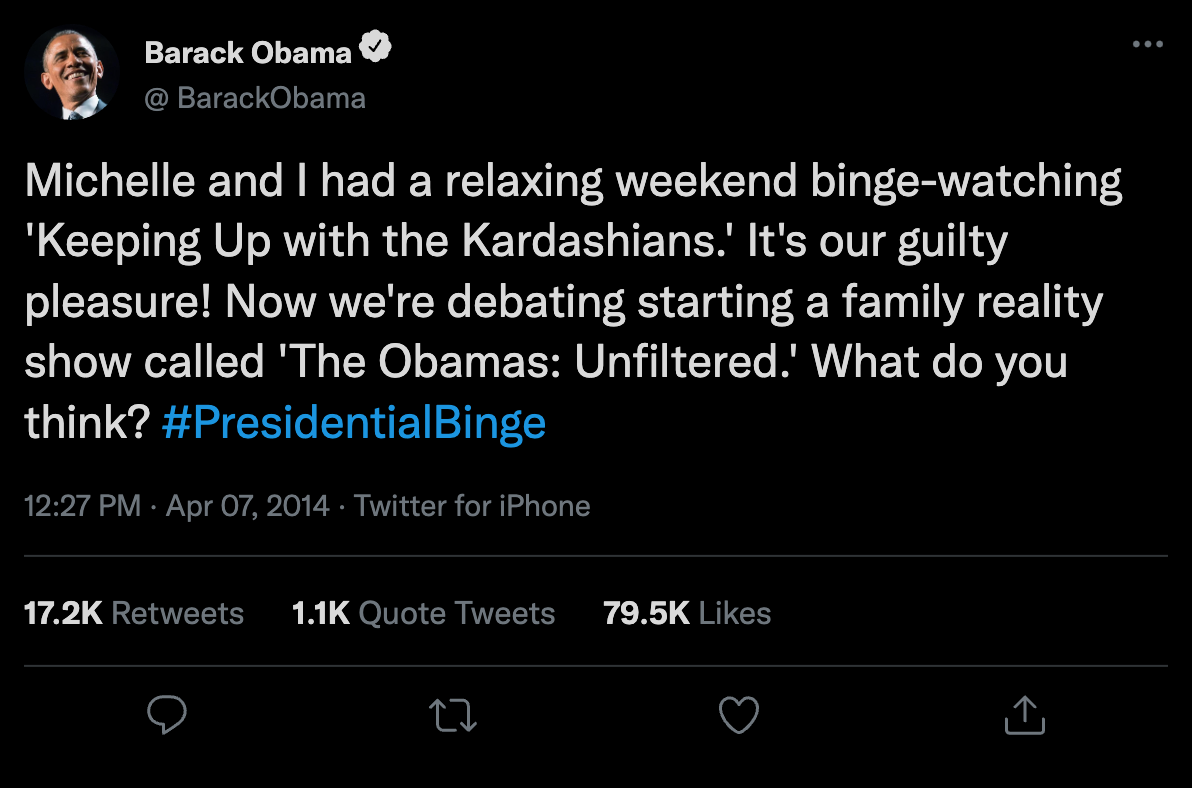 Barack Obama
@ BarackObama
Michelle and I had a relaxing weekend binge-watching
'Keeping Up with the Kardashians.' It's our guilty
pleasure! Now we're debating starting a family reality
show called 'The Obamas: Unfiltered.' What do you
think? #PresidentialBinge
12:27 PM · Apr 07, 2014 · Twitter for iPhone
17.2K Retweets 1.1K Quote Tweets 79.5K Likes